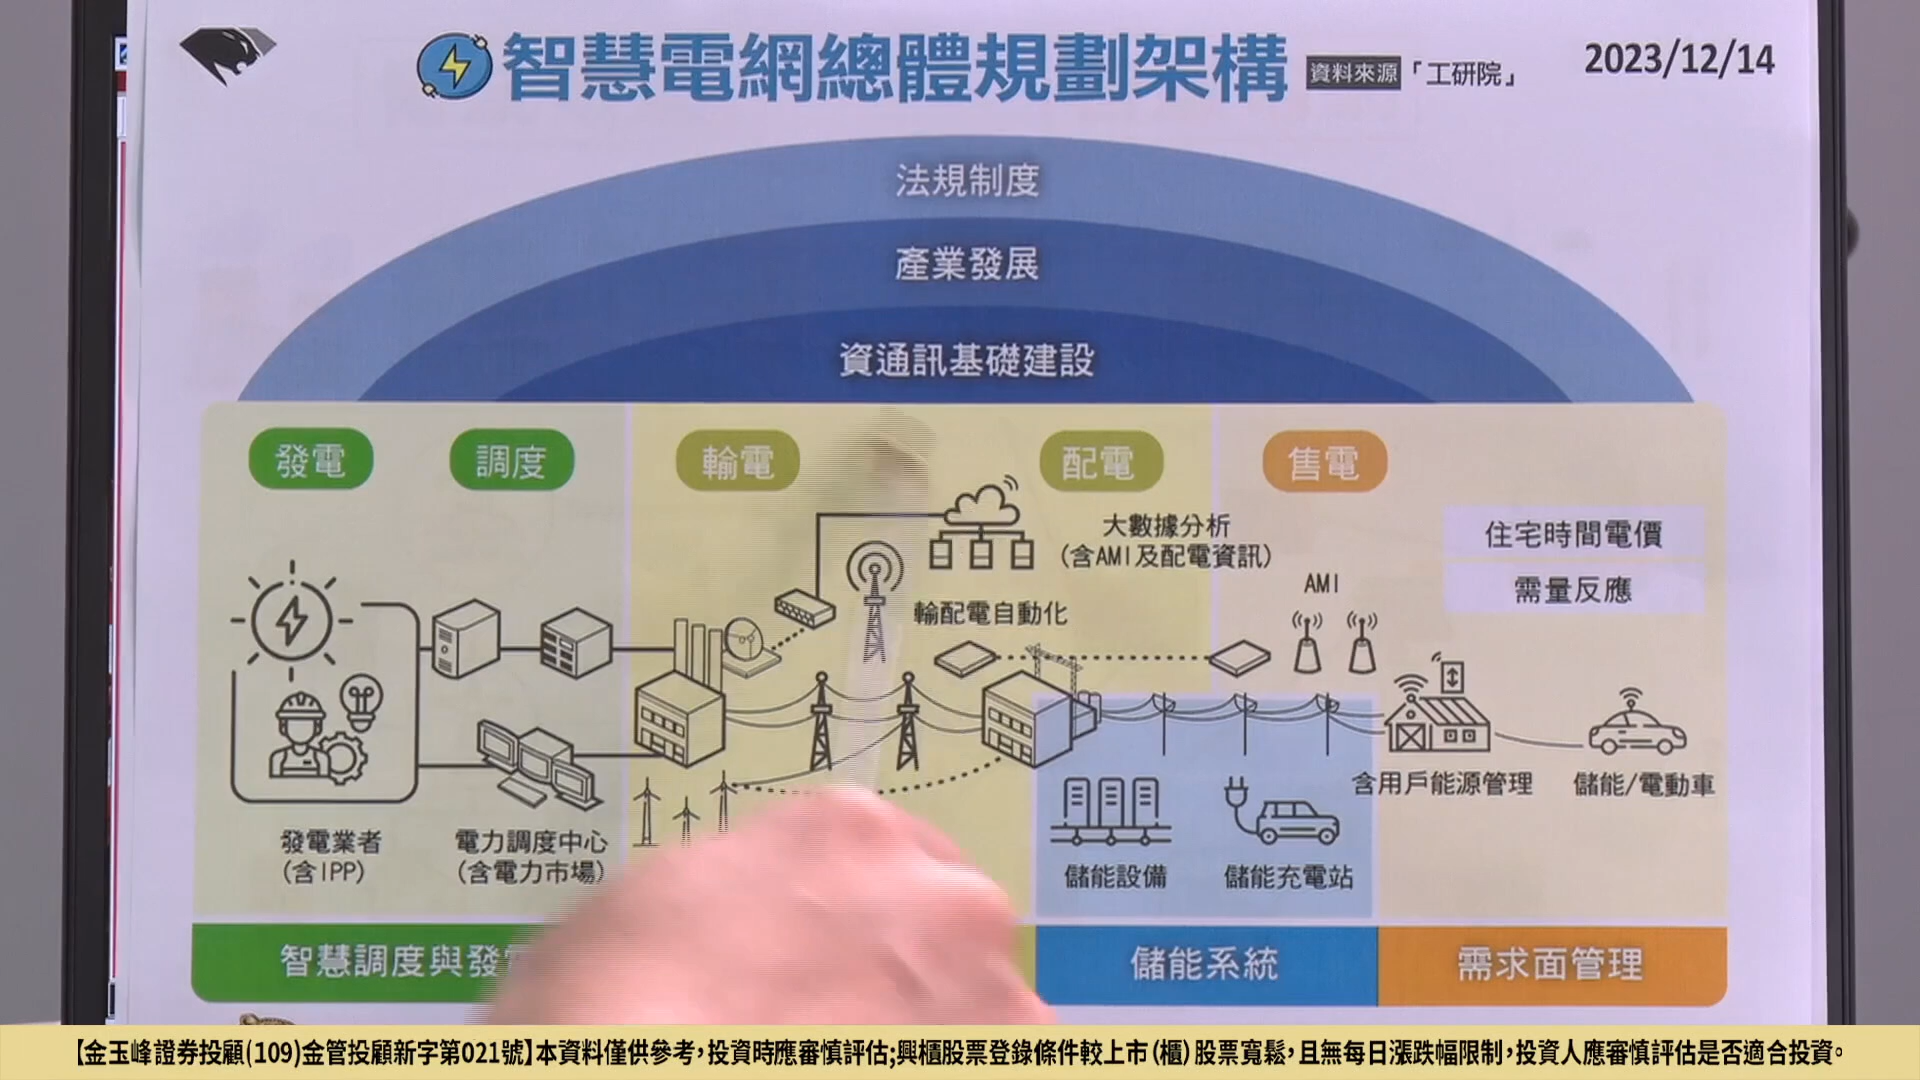 智慧電網總體規劃架構 資料來源「工研院」 2023/12/14
法規制度
產業發展
資通訊基礎建設
發電 調度 輸電 配電 售電
大數據分析
(含AMI及配電資訊)
住宅時間電價
需量反應
AMI
輸配電自動化
含用戶能源管理
儲能/電動車
發電業者
(含IPP)
電力調度中心
(含電力市場)
儲能設備
儲能充電站
智慧調度與發
儲能系統
需求面管理
【金玉峰證券投顧(109)金管投顧新字第021號】本資料僅供參考,投資時應審慎評估;興櫃股票登錄條件較上市(櫃)股票寬鬆,且無每日漲跌幅限制,投資人應審慎評估是否適合投資。